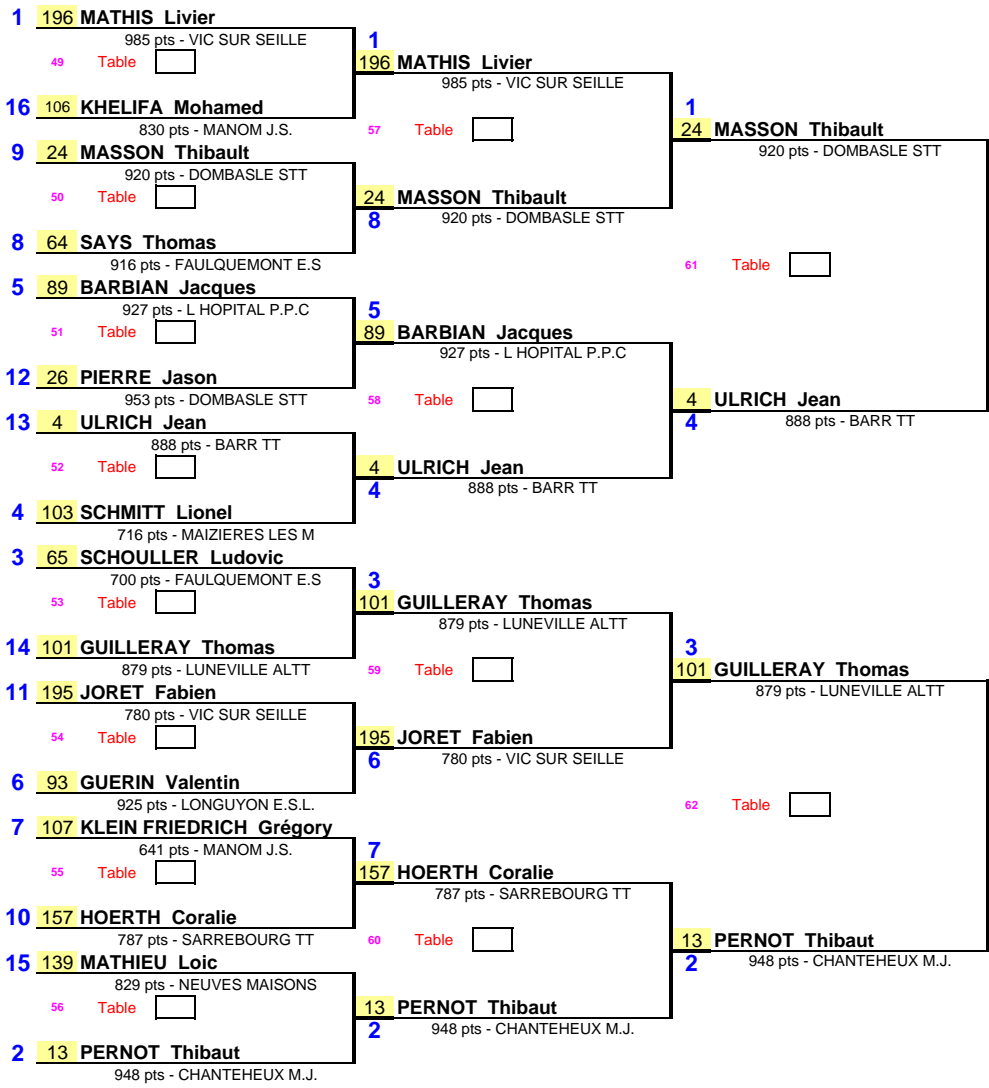 1 196 MATHIS Livier
985 pts - VIC SUR SEILLE
49 Table
16 106 KHELIFA Mohamed
830 pts - MANOM J.S.
9 24 MASSON Thibault
920 pts - DOMBASLE STT
50 Table
8 64 SAYS Thomas
916 pts - FAULQUEMONT E.S
5 89 BARBIAN Jacques
927 pts - L HOPITAL P.P.C
51 Table
12 26 PIERRE Jason
953 pts - DOMBASLE STT
13 4 ULRICH Jean
888 pts - BARR TT
52 Table
4 103 SCHMITT Lionel
716 pts - MAIZIERES LES M
3 65 SCHOULLER Ludovic
700 pts - FAULQUEMONT E.S
53 Table
14 101 GUILLERAY Thomas
879 pts - LUNEVILLE ALTT
11 195 JORET Fabien
780 pts - VIC SUR SEILLE
54 Table
6 93 GUERIN Valentin
925 pts - LONGUYON E.S.L.
7 107 KLEIN FRIEDRICH Grégory
641 pts - MANOM J.S.
55 Table
10 157 HOERTH Coralie
787 pts - SARREBOURG TT
15 139 MATHIEU Loic
829 pts - NEUVES MAISONS
56 Table
2 13 PERNOT Thibaut
948 pts - CHANTEHEUX M.J.
1
196 MATHIS Livier
985 pts - VIC SUR SEILLE
57 Table
24 MASSON Thibault
8 920 pts - DOMBASLE STT
5
89 BARBIAN Jacques
927 pts - L HOPITAL P.P.C
58 Table
4 ULRICH Jean
4 888 pts - BARR TT
3
101 GUILLERAY Thomas
879 pts - LUNEVILLE ALTT
59 Table
195 JORET Fabien
6 780 pts - VIC SUR SEILLE
7
157 HOERTH Coralie
787 pts - SARREBOURG TT
60 Table
13 PERNOT Thibaut
2 948 pts - CHANTEHEUX M.J.
1
24 MASSON Thibault
920 pts - DOMBASLE STT
61 Table
4 ULRICH Jean
4 888 pts - BARR TT
3
101 GUILLERAY Thomas
879 pts - LUNEVILLE ALTT
62 Table
13 PERNOT Thibaut
2 948 pts - CHANTEHEUX M.J.